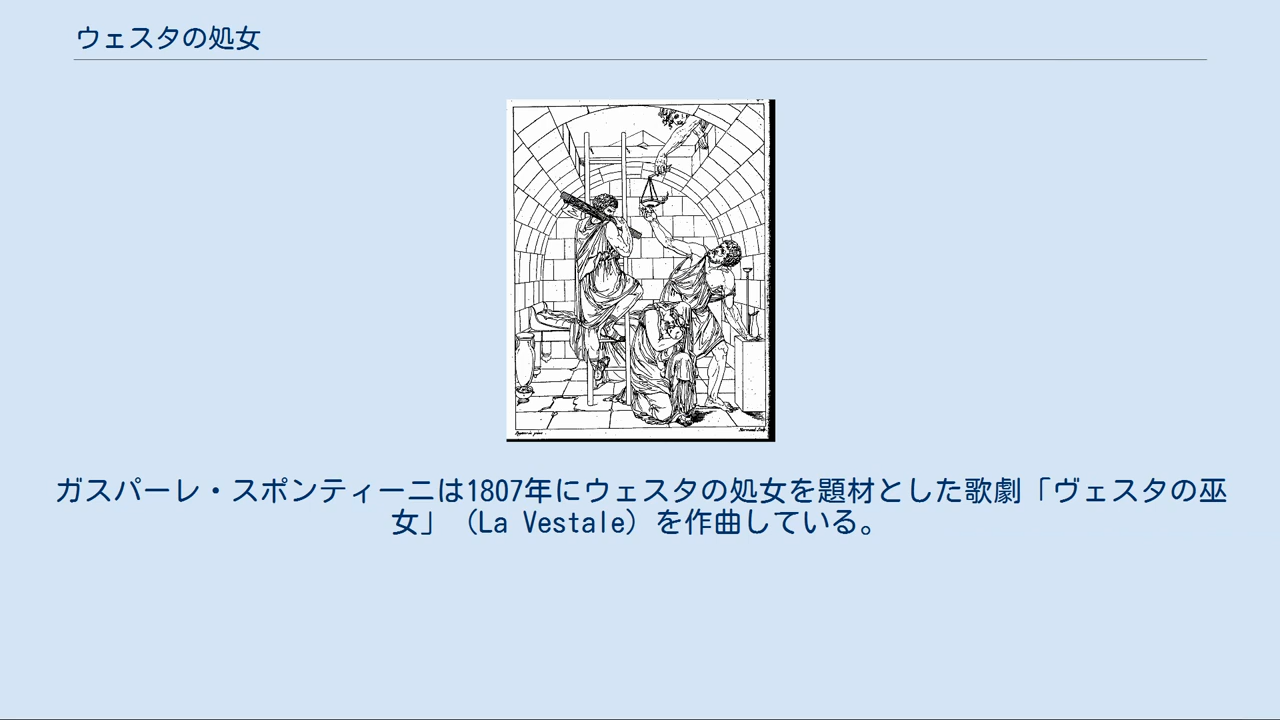 ウェスタの処女
ガスパーレ・スポンティーニは1807年にウェスタの処女を題材とした歌劇「ヴェスタの巫
女」（La Vestale）を作曲している。